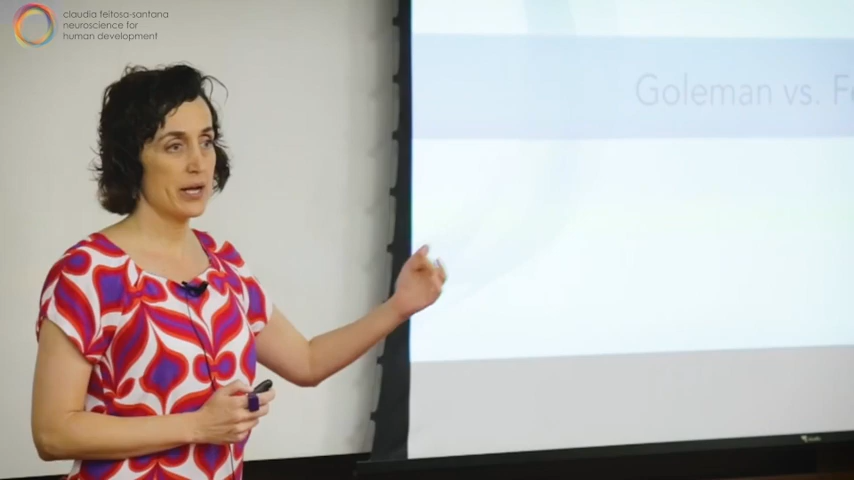 claudia feitosa-santana
neuroscience for
human development
Goleman vs.